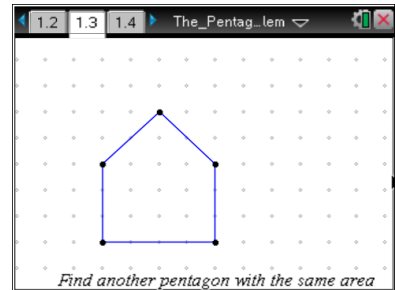 1.2 1.3 1.4 The_Pentag...lem
Find another pentagon with the same area